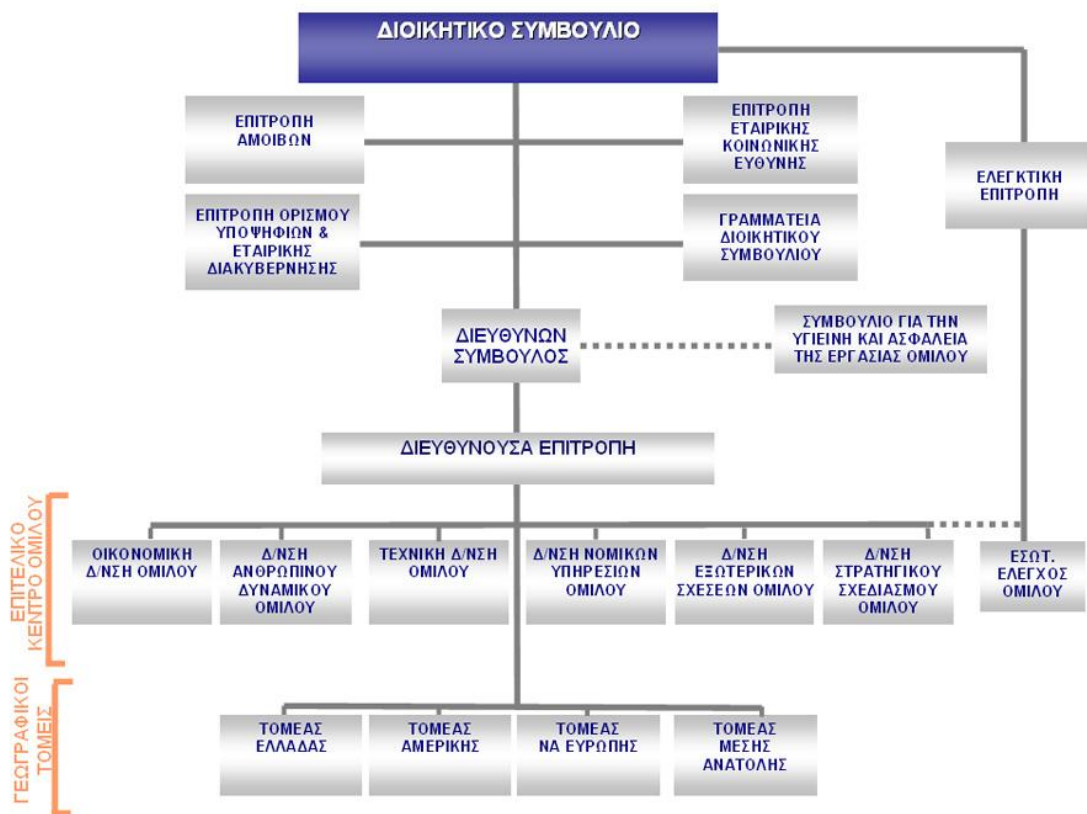 ΔΙΟΙΚΗΤΙΚΟ ΣΥΜΒΟΥΛΙΟ
ΕΠΙΤΡΟΠΗ
ΑΜΟΙΒΩΝ
ΕΠΙΤΡΟΠΗ
ΕΤΑΙΡΙΚΗΣ
ΚΟΙΝΩΝΙΚΗΣ
ΕΥΘΥΝΗΣ
ΕΛΕΓΚΤΙΚΗ
ΕΠΙΤΡΟΠΗ
ΕΠΙΤΡΟΠΗ ΟΡΙΣΜΟΥ
ΥΠΟΨΗΦΙΩΝ &
ΕΤΑΙΡΙΚΗΣ
ΔΙΑΚΥΒΕΡΝΗΣΗΣ
ΓΡΑΜΜΑΤΕΙΑ
ΔΙΟΙΚΗΤΙΚΟΥ
ΣΥΜΒΟΥΛΙΟΥ
ΔΙΕΥΘΥΝΩΝ
ΣΥΜΒΟΥΛΟΣ
ΣΥΜΒΟΥΛΙΟ ΓΙΑ ΤΗΝ
ΥΓΙΕΙΝΗ ΚΑΙ ΑΣΦΑΛΕΙΑ
ΤΗΣ ΕΡΓΑΣΙΑΣ ΟΜΙΛΟΥ
ΔΙΕΥΘΥΝΟΥΣΑ ΕΠΙΤΡΟΠΗ
ΕΠΙΤΕΛΙΚΟ
ΚΕΝΤΡΟ ΟΜΙΛΟΥ
ΟΙΚΟΝΟΜΙΚΗ
Δ/ΝΣΗ ΟΜΙΛΟΥ
Δ/ΝΣΗ
ΑΝΘΡΩΠΙΝΟΥ
ΔΥΝΑΜΙΚΟΥ
ΟΜΙΛΟΥ
ΤΕΧΝΙΚΗ Δ/ΝΣΗ
ΟΜΙΛΟΥ
Δ/ΝΣΗ ΝΟΜΙΚΩΝ
ΥΠΗΡΕΣΙΩΝ
ΟΜΙΛΟΥ
Δ/ΝΣΗ
ΕΞΩΤΕΡΙΚΩΝ
ΣΧΕΣΕΩΝ ΟΜΙΛΟΥ
Δ/ΝΣΗ
ΣΤΡΑΤΗΓΙΚΟΥ
ΣΧΕΔΙΑΣΜΟΥ
ΟΜΙΛΟΥ
ΕΣΩΤ.
ΕΛΕΓΧΟΣ
ΟΜΙΛΟΥ
ΓΕΩΓΡΑΦΙΚΟΙ
ΤΟΜΕΙΣ
ΤΟΜΕΑΣ
ΕΛΛΑΔΑΣ
ΤΟΜΕΑΣ
ΑΜΕΡΙΚΗΣ
ΤΟΜΕΑΣ
ΝΑ ΕΥΡΩΠΗΣ
ΤΟΜΕΑΣ
ΜΕΣΗΣ
ΑΝΑΤΟΛΗΣ